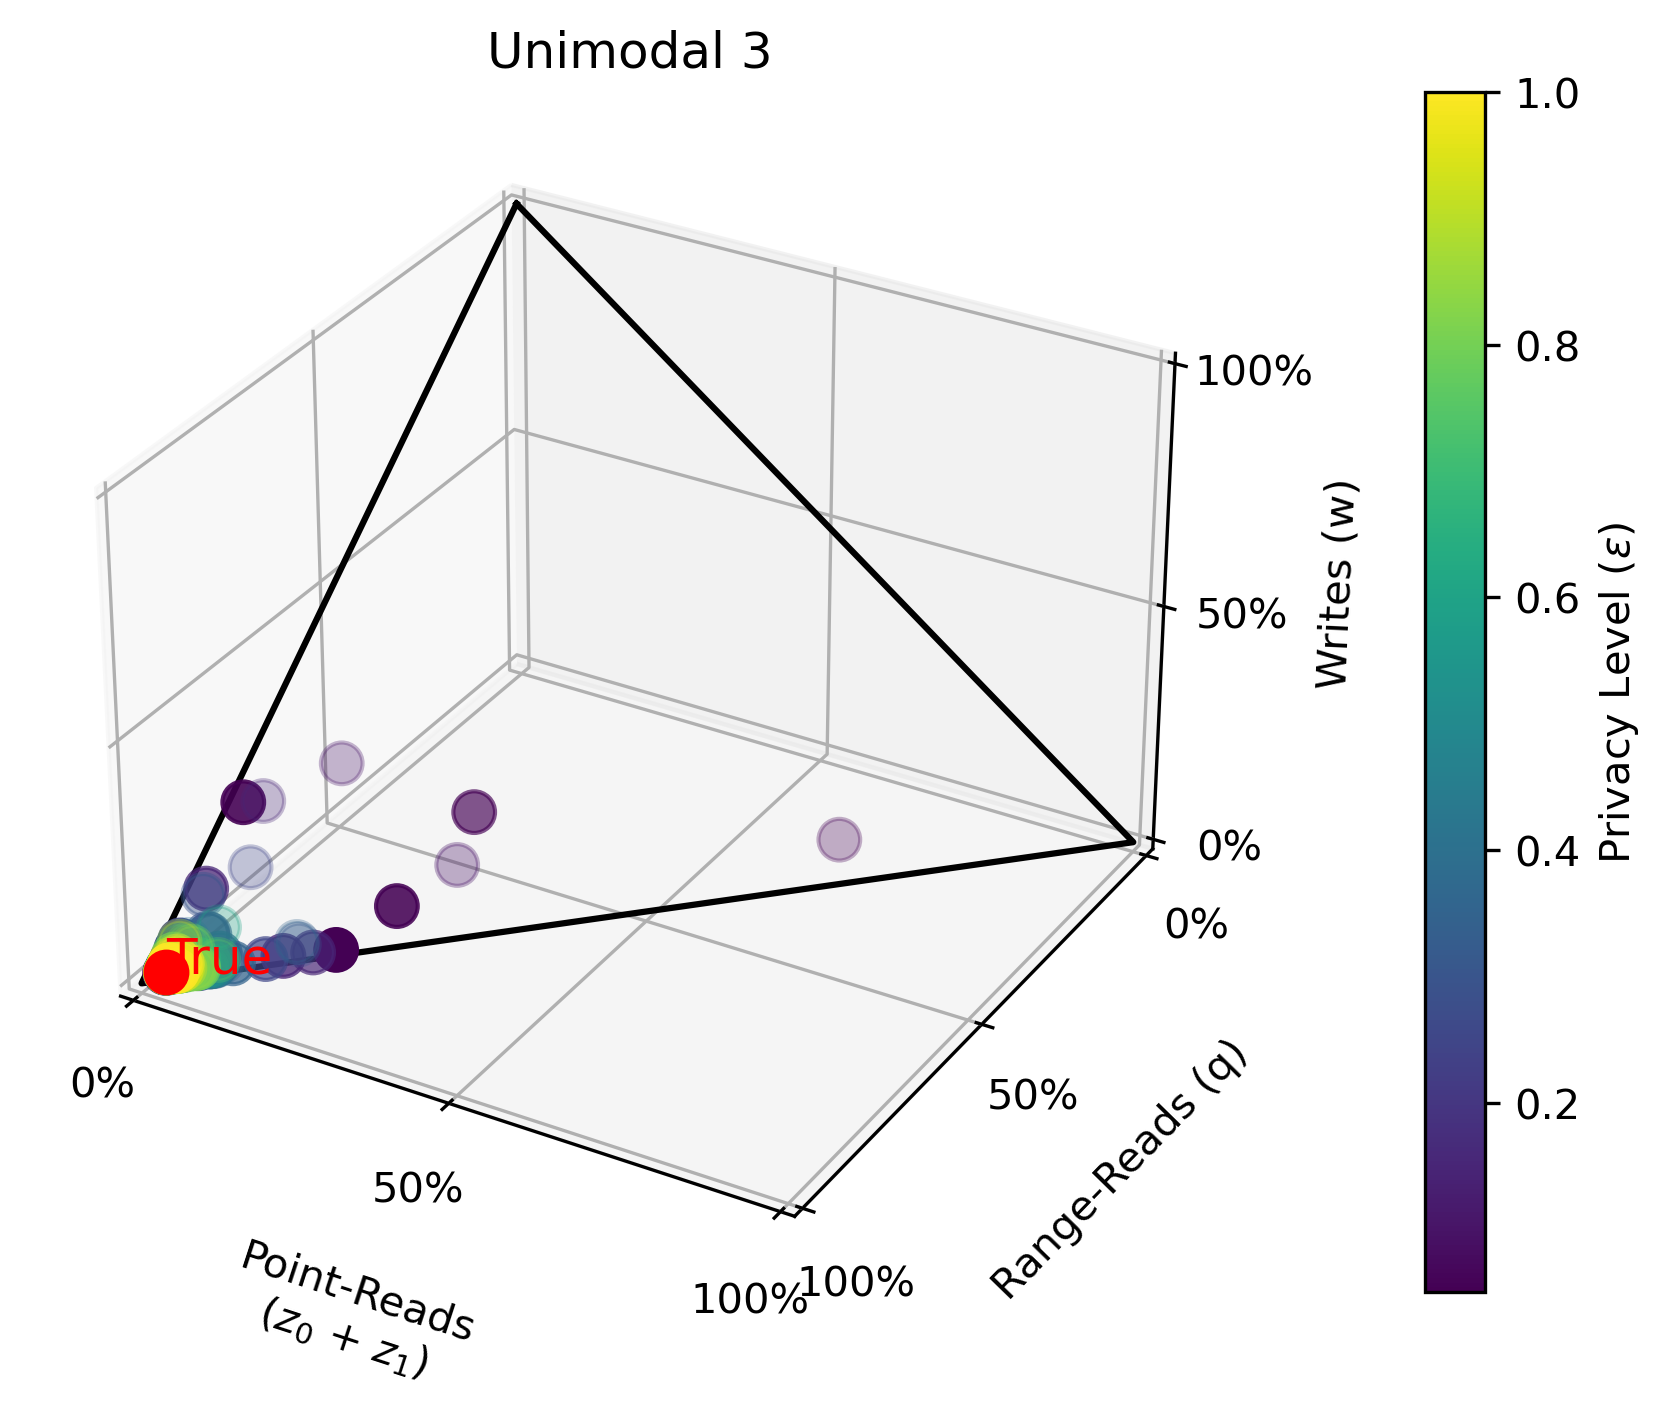 Unimodal 3
1.0
0.8
0.6
0.4
0.2
Privacy Level (ε)
100%
50%
0%
Writes (w)
0%
50%
100%
Range-Reads (q)
0%
50%
100%
Point-Reads
(z₀ + z₁)
True